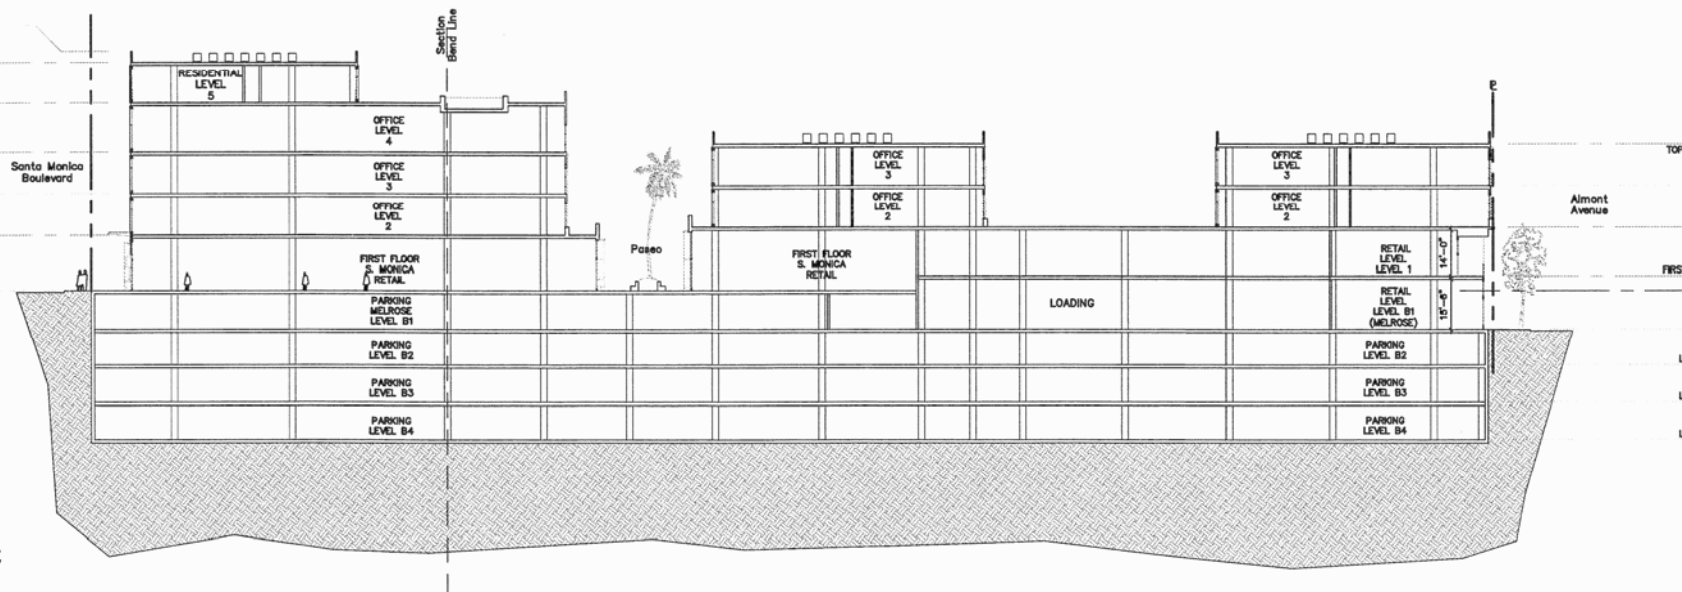 Section
Bend Line
RESIDENTIAL
LEVEL
5
OFFICE
LEVEL
4
Santa Monica
Boulevard
OFFICE
LEVEL
3
OFFICE
LEVEL
2
FIRST FLOOR
S. MONICA
RETAIL
PARKING
MELROSE
LEVEL B1
PARKING
LEVEL B2
PARKING
LEVEL B3
PARKING
LEVEL B4
Paseo
OFFICE
LEVEL
3
OFFICE
LEVEL
2
FIRST FLOOR
S. MONICA
RETAIL
LOADING
OFFICE
LEVEL
3
OFFICE
LEVEL
2
RETAIL
LEVEL
LEVEL 1
14'-0"
RETAIL
LEVEL
LEVEL B1
(MELROSE)
15'-6"
PARKING
LEVEL B2
PARKING
LEVEL B3
PARKING
LEVEL B4
Almont
Avenue
TOP
FIRS
L
L
L